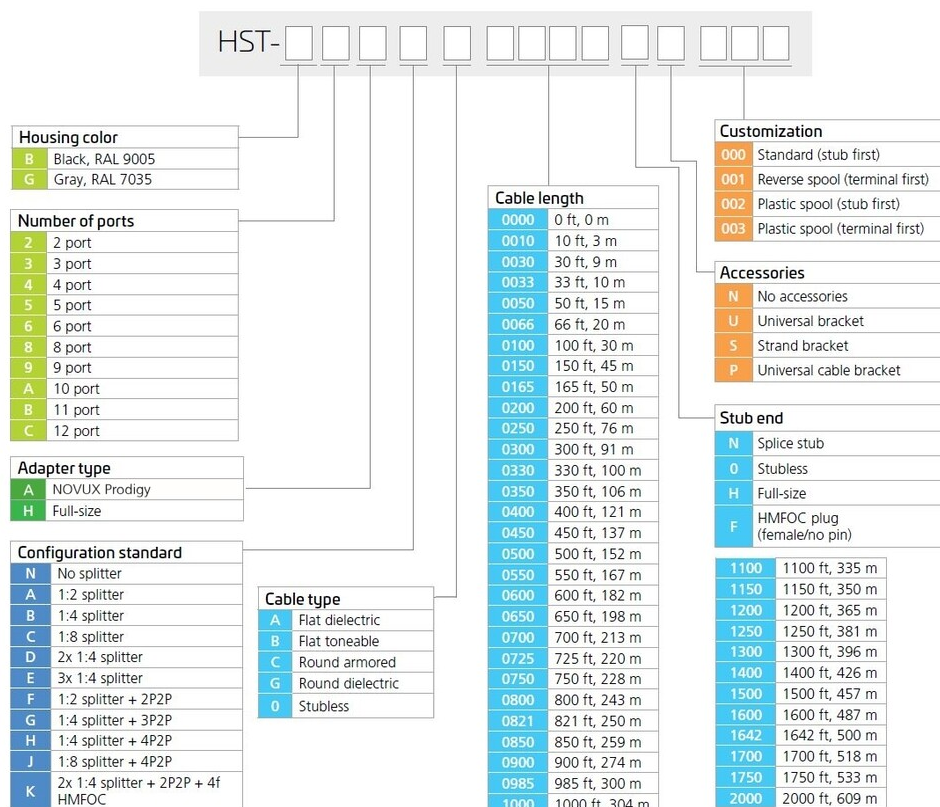 HST-
Housing color
B Black, RAL 9005
G Gray, RAL 7035
Number of ports
2 2 port
3 3 port
4 4 port
5 5 port
6 6 port
8 8 port
9 9 port
A 10 port
B 11 port
C 12 port
Adapter type
A NOVUX Prodigy
H Full-size
Configuration standard
N No splitter
A 1:2 splitter
B 1:4 splitter
C 1:8 splitter
D 2x 1:4 splitter
E 3x 1:4 splitter
F 1:2 splitter + 2P2P
G 1:4 splitter + 3P2P
H 1:4 splitter + 4P2P
J 1:8 splitter + 4P2P
K 2x 1:4 splitter + 2P2P + 4f
HMFOC
Cable type
A Flat dielectric
B Flat toneable
C Round armored
G Round dielectric
0 Stubless
Cable length
0000 0 ft, 0 m
0010 10 ft, 3 m
0030 30 ft, 9 m
0033 33 ft, 10 m
0050 50 ft, 15 m
0066 66 ft, 20 m
0100 100 ft, 30 m
0150 150 ft, 45 m
0165 165 ft, 50 m
0200 200 ft, 60 m
0250 250 ft, 76 m
0300 300 ft, 91 m
0330 330 ft, 100 m
0350 350 ft, 106 m
0400 400 ft, 121 m
0450 450 ft, 137 m
0500 500 ft, 152 m
0550 550 ft, 167 m
0600 600 ft, 182 m
0650 650 ft, 198 m
0700 700 ft, 213 m
0725 725 ft, 220 m
0750 750 ft, 228 m
0800 800 ft, 243 m
0821 821 ft, 250 m
0850 850 ft, 259 m
0900 900 ft, 274 m
0985 985 ft, 300 m
1000 1000 ft, 304 m
Customization
000 Standard (stub first)
001 Reverse spool (terminal first)
002 Plastic spool (stub first)
003 Plastic spool (terminal first)
Accessories
N No accessories
U Universal bracket
S Strand bracket
P Universal cable bracket
Stub end
N Splice stub
0 Stubless
H Full-size
F HMFOC plug
(female/no pin)
1100 1100 ft, 335 m
1150 1150 ft, 350 m
1200 1200 ft, 365 m
1250 1250 ft, 381 m
1300 1300 ft, 396 m
1400 1400 ft, 426 m
1500 1500 ft, 457 m
1600 1600 ft, 487 m
1642 1642 ft, 500 m
1700 1700 ft, 518 m
1750 1750 ft, 533 m
2000 2000 ft, 609 m